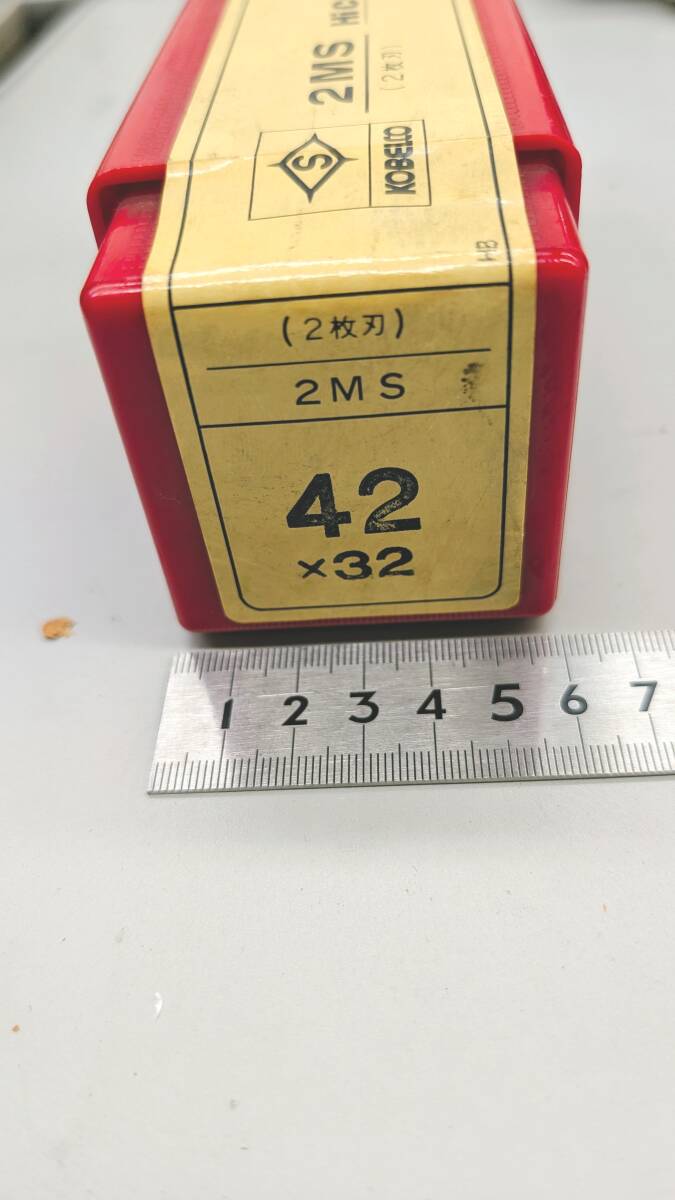 2MS HiC
(2枚刃)
S
KOBELCO
HB
(2枚刃)
2MS
42
×32
1 2 3 4 5 6 7